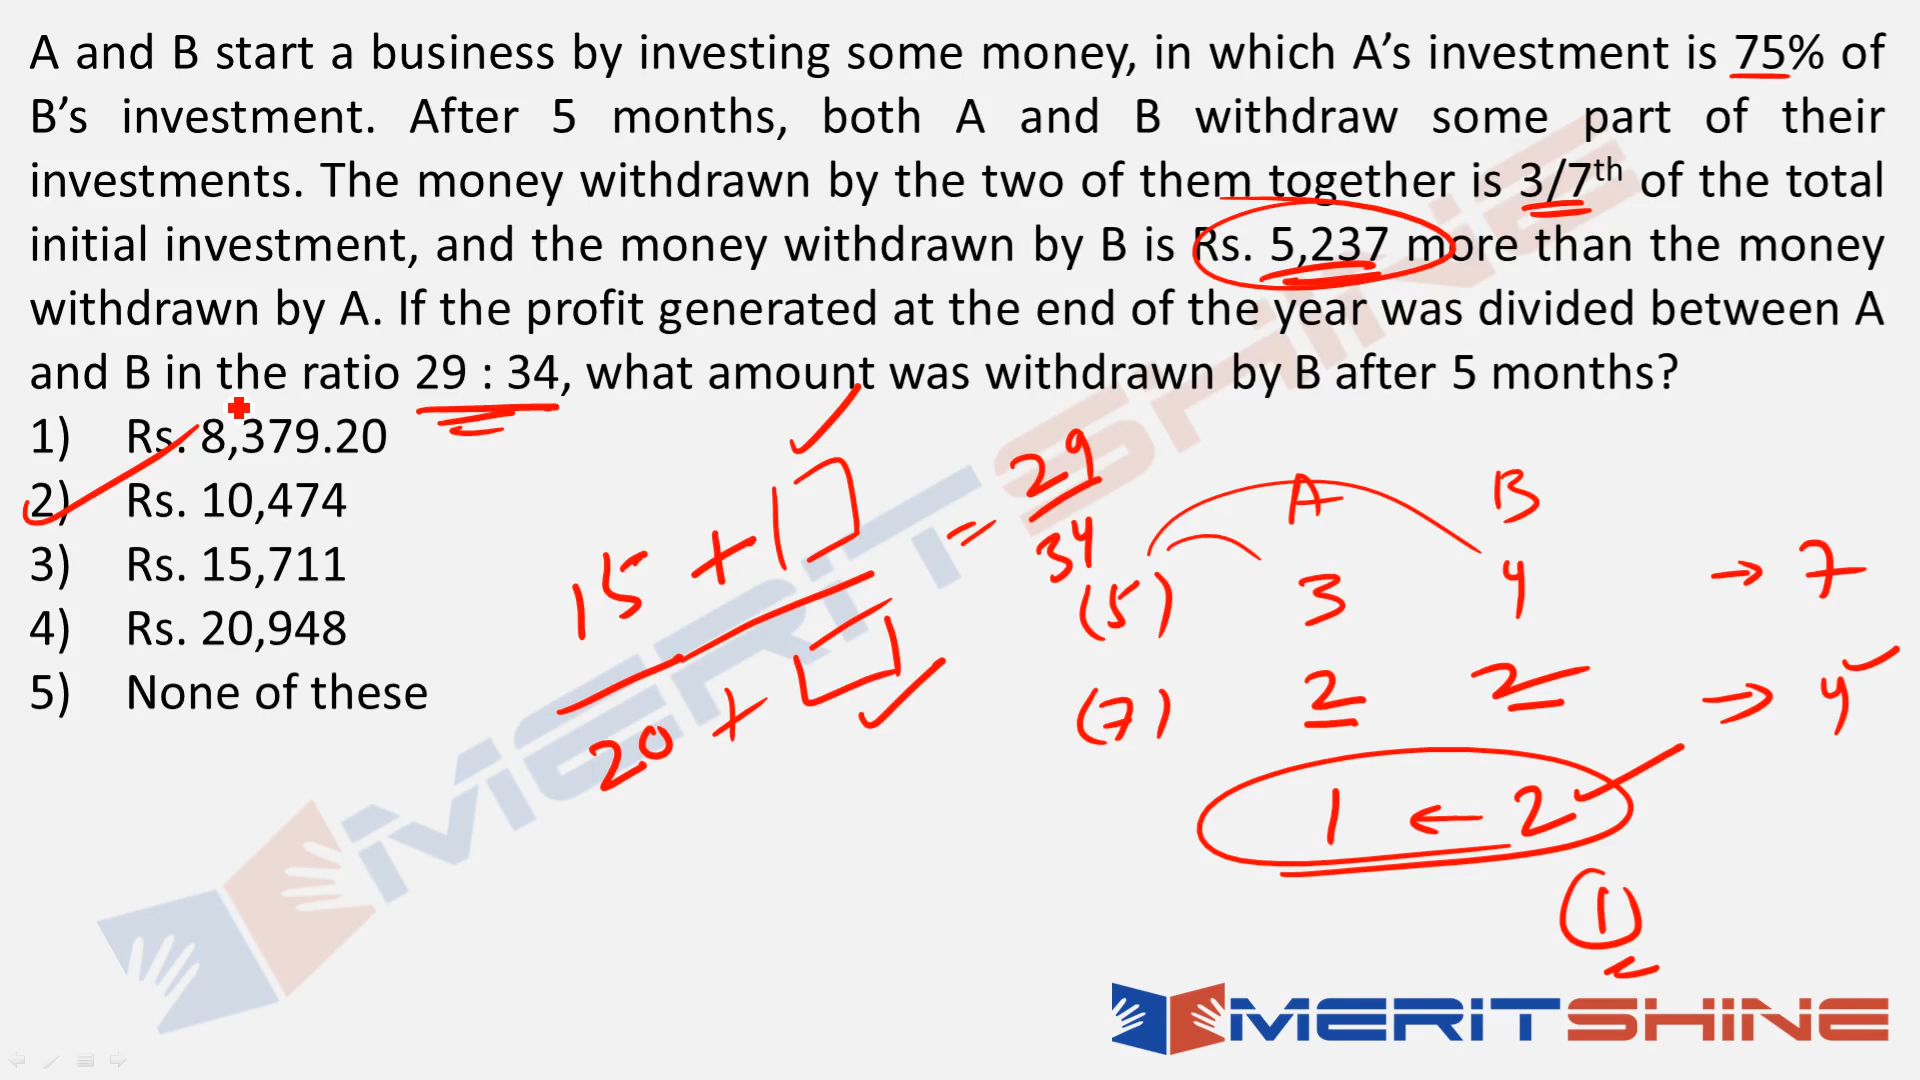 A and B start a business by investing some money, in which A’s investment is 75% of
B’s investment. After 5 months, both A and B withdraw some part of their
investments. The money withdrawn by the two of them together is 3/7th of the total
initial investment, and the money withdrawn by B is Rs. 5,237 more than the money
withdrawn by A. If the profit generated at the end of the year was divided between A
and B in the ratio 29 : 34, what amount was withdrawn by B after 5 months?
1) Rs. 8,379.20
2) Rs. 10,474
3) Rs. 15,711
4) Rs. 20,948
5) None of these
15 + = 29
20 + 34
A B
(5) 3 4 → 7
(7) 2 2 → 4
1 ← 2
1
MERITSHINE
MERITSHINE